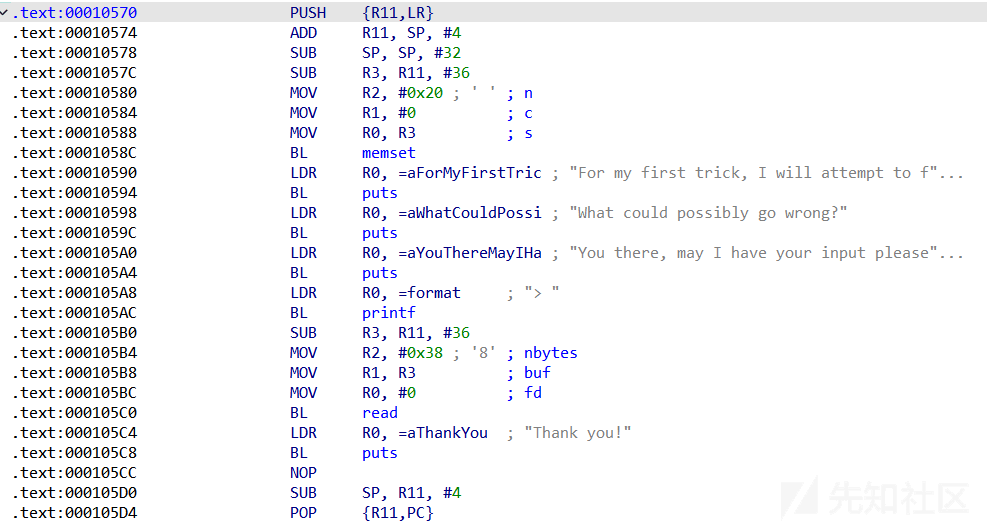 .text:00010570 PUSH {R11,LR}
.text:00010574 ADD R11, SP, #4
.text:00010578 SUB SP, SP, #32
.text:0001057C SUB R3, R11, #36
.text:00010580 MOV R2, #0x20 ; ' ' ; n
.text:00010584 MOV R1, #0 ; c
.text:00010588 MOV R0, R3 ; s
.text:0001058C BL memset
.text:00010590 LDR R0, =aForMyFirstTric ; "For my first trick, I will attempt to f"...
.text:00010594 BL puts
.text:00010598 LDR R0, =aWhatCouldPossi ; "What could possibly go wrong?"
.text:0001059C BL puts
.text:000105A0 LDR R0, =aYouThereMayIHa ; "You there, may I have your input please"...
.text:000105A4 BL puts
.text:000105A8 LDR R0, =format ; "> "
.text:000105AC BL printf
.text:000105B0 SUB R3, R11, #36
.text:000105B4 MOV R2, #0x38 ; '8' ; nbytes
.text:000105B8 MOV R1, R3 ; buf
.text:000105BC MOV R0, #0 ; fd
.text:000105C0 BL read
.text:000105C4 LDR R0, =aThankYou ; "Thank you!"
.text:000105C8 BL puts
.text:000105CC NOP
.text:000105D0 SUB SP, R11, #4
.text:000105D4 POP {R11,PC}
先知社区